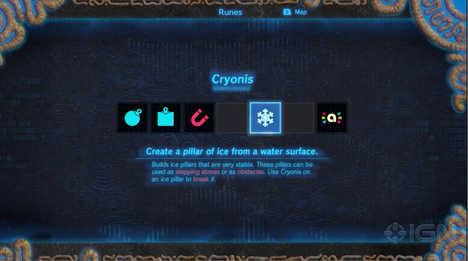 Runes
Map
Cryonis
Create a pillar of ice from a water surface.
Builds ice pillars that are very stable. These pillars can be
used as stepping stones or as obstacles. Use Cryonis on
an ice pillar to break it.
IGN